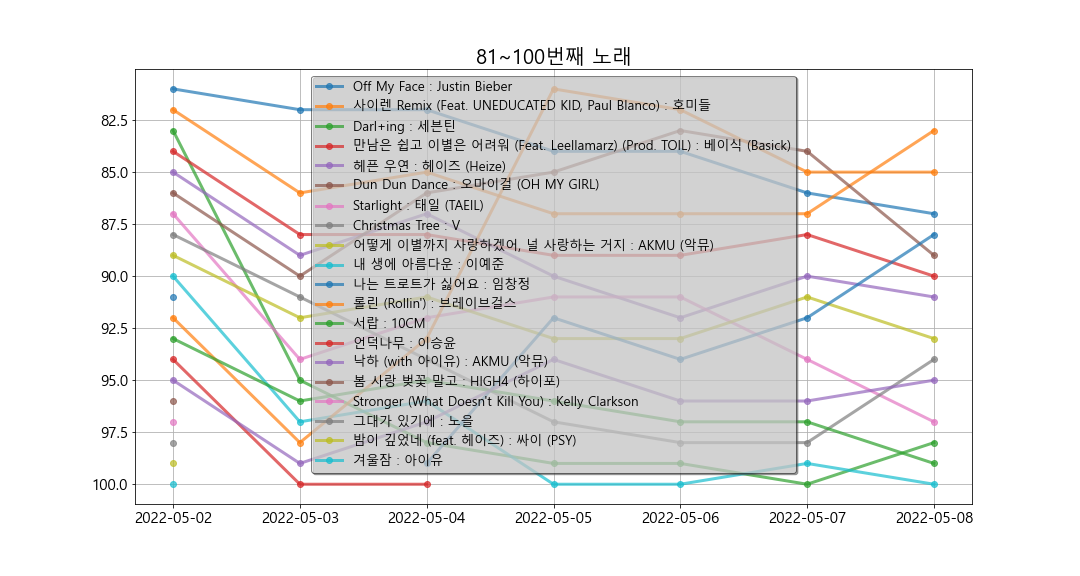 81~100번째 노래
Off My Face : Justin Bieber
사이렌 Remix (Feat. UNEDUCATED KID, Paul Blanco) : 호미들
Darl+ing : 세븐틴
만남은 쉽고 이별은 어려워 (Feat. Leellamarz) (Prod. TOIL) : 베이식 (Basick)
헤픈 우연 : 헤이즈 (Heize)
Dun Dun Dance : 오마이걸 (OH MY GIRL)
Starlight : 태일 (TAEIL)
Christmas Tree : V
어떻게 이별까지 사랑하겠어, 널 사랑하는 거지 : AKMU (악뮤)
내 생에 아름다운 : 이예준
나는 트로트가 싫어요 : 임창정
롤린 (Rollin') : 브레이브걸스
서랍 : 10CM
언덕나무 : 이승윤
낙하 (with 아이유) : AKMU (악뮤)
봄 사랑 벚꽃 말고 : HIGH4 (하이포)
Stronger (What Doesn't Kill You) : Kelly Clarkson
그대가 있기에 : 노을
밤이 깊었네 (feat. 헤이즈) : 싸이 (PSY)
겨울잠 : 아이유
82.5
85.0
87.5
90.0
92.5
95.0
97.5
100.0
2022-05-02 2022-05-03 2022-05-04 2022-05-05 2022-05-06 2022-05-07 2022-05-08